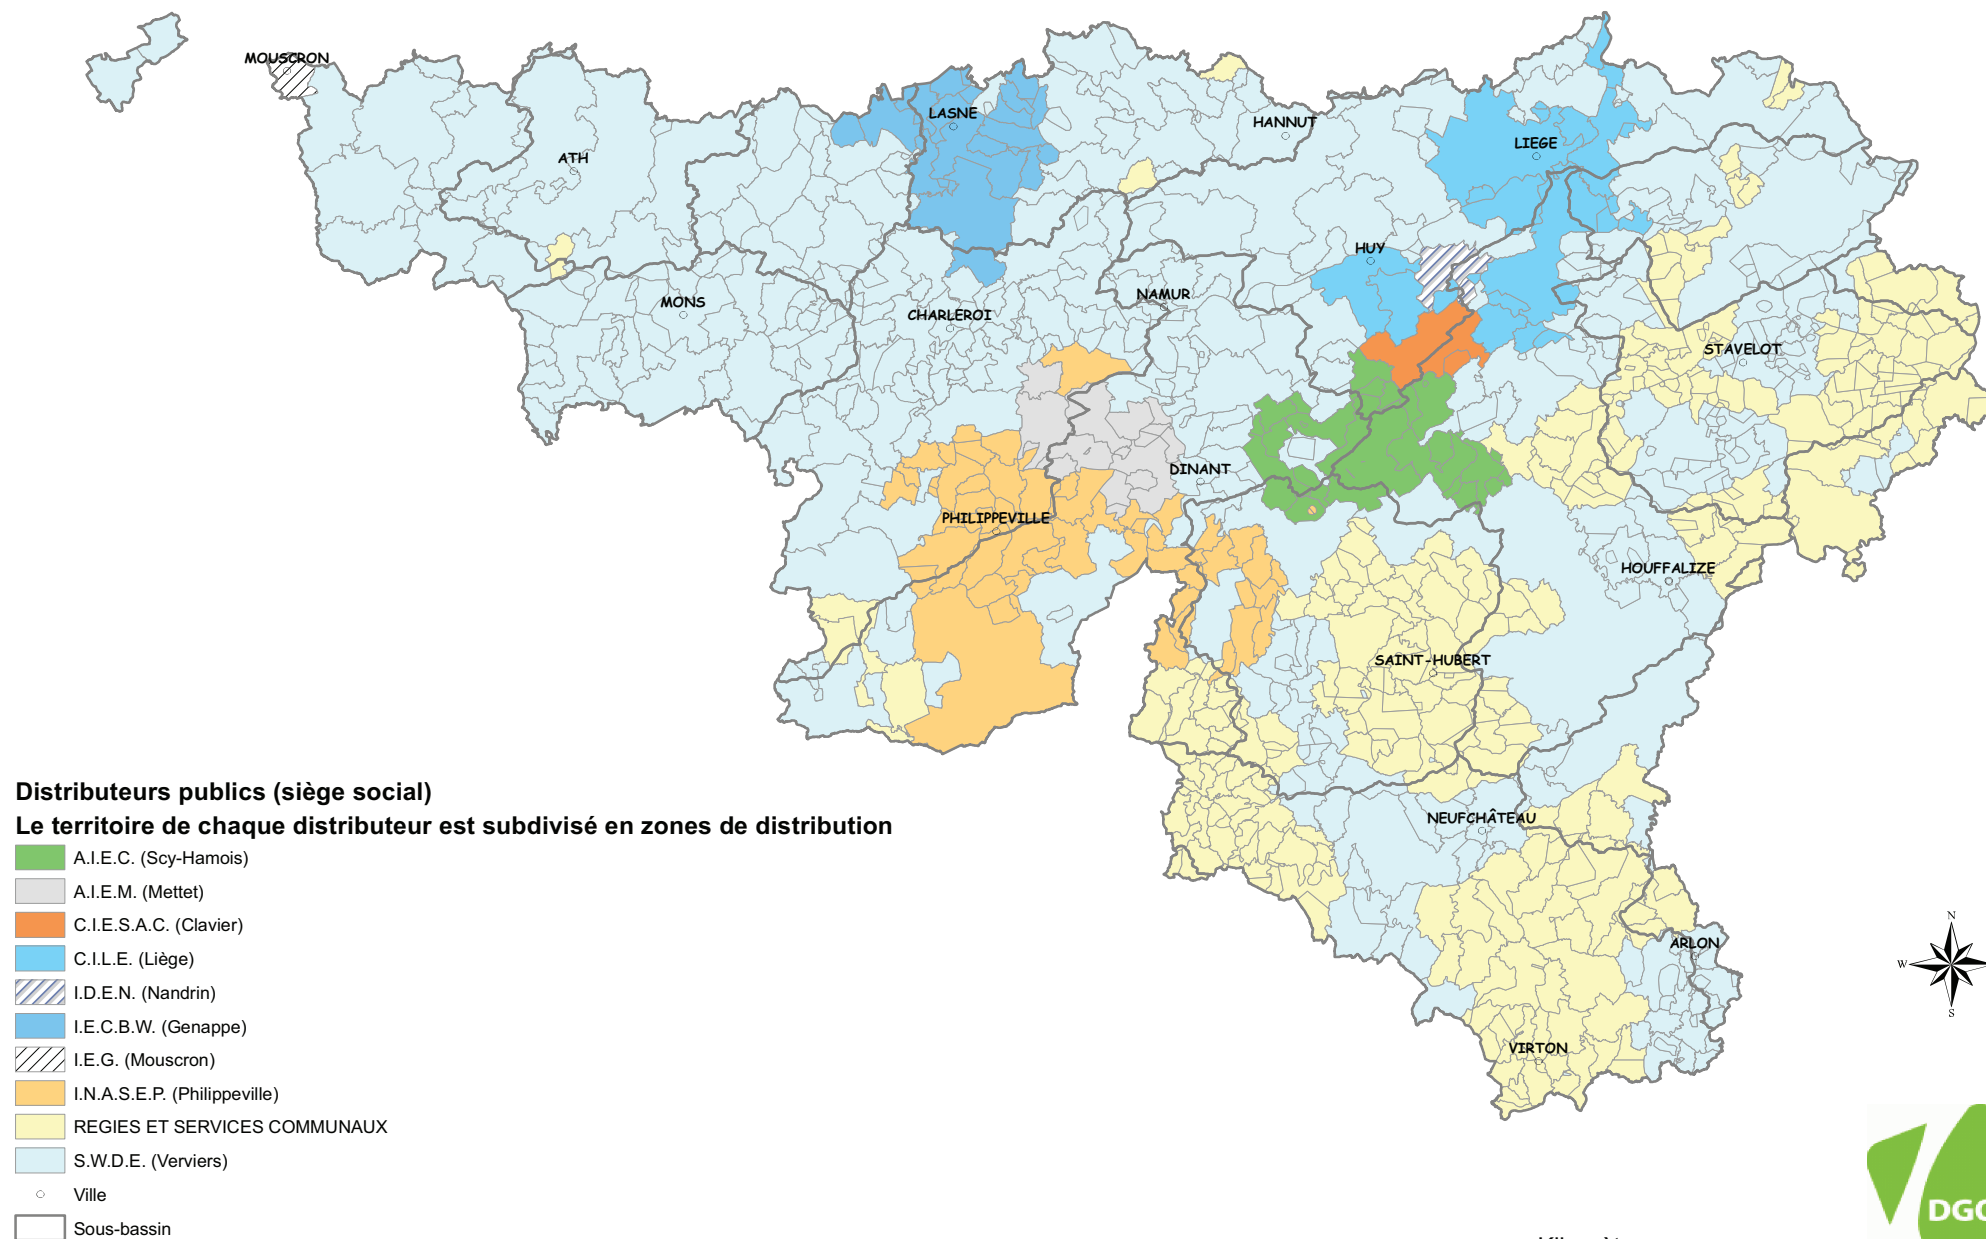 MOUSCRON
LASNE
HANNUT
ATH
LIEGE
HUY
MONS
NAMUR
CHARLEROI
STAVELOT
DINANT
PHILIPPEVILLE
HOUFFALIZE
SAINT-HUBERT
NEUFCHÂTEAU
ARLON
VIRTON
N
W
S
Distributeurs publics (siège social)
Le territoire de chaque distributeur est subdivisé en zones de distribution
A.I.E.C. (Scy-Hamois)
A.I.E.M. (Mettet)
C.I.E.S.A.C. (Clavier)
C.I.L.E. (Liège)
I.D.E.N. (Nandrin)
I.E.C.B.W. (Genappe)
I.E.G. (Mouscron)
I.N.A.S.E.P. (Philippeville)
REGIES ET SERVICES COMMUNAUX
S.W.D.E. (Verviers)
Ville
Sous-bassin